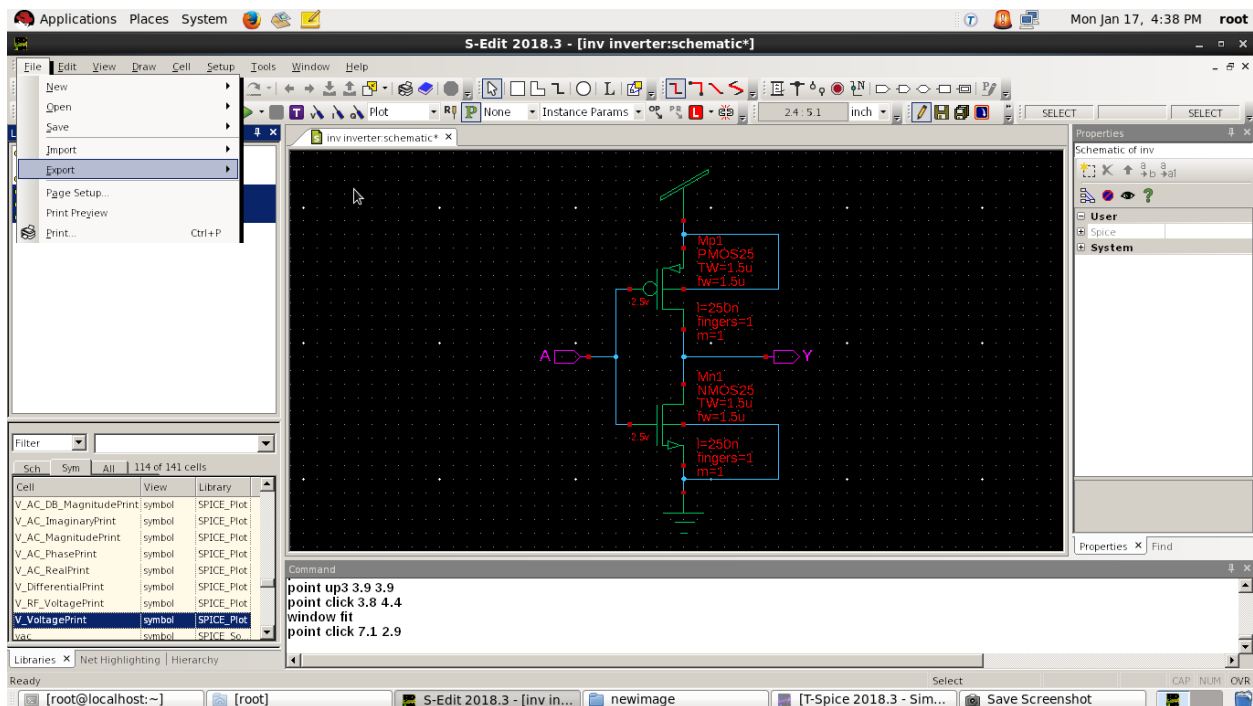 Applications Places System
Mon Jan 17, 4:38 PM root
S-Edit 2018.3 - [inv inverter:schematic*]
File Edit View Draw Cell Setup Tools Window Help
New
Open
Save
Import
Export
Page Setup...
Print Preview
Print... Ctrl+P
Plot
None
Instance Params
2.4 : 5.1
inch
SELECT
SELECT
inv inverter:schematic*
Mp1
PMOS25
TW=1.5u
fw=1.5u
2.5v
l=250n
fingers=1
m=1
A
Y
Mn1
NMOS25
TW=1.5u
fw=1.5u
2.5v
l=250n
fingers=1
m=1
Properties
Schematic of inv
User
Spice
System
Properties Find
Filter
Sch Sym All 114 of 141 cells
Cell View Library
V_AC_DB_MagnitudePrint symbol SPICE_Plot
V_AC_ImaginaryPrint symbol SPICE_Plot
V_AC_MagnitudePrint symbol SPICE_Plot
V_AC_PhasePrint symbol SPICE_Plot
V_AC_RealPrint symbol SPICE_Plot
V_DifferentialPrint symbol SPICE_Plot
V_RF_VoltagePrint symbol SPICE_Plot
V_VoltagePrint symbol SPICE_Plot
vac symbol SPICE_So
Libraries Net Highlighting Hierarchy
Command
point up3 3.9 3.9
point click 3.8 4.4
window fit
point click 7.1 2.9
Ready
Select
CAP NUM OVR
[root@localhost:~]
[root]
S-Edit 2018.3 - [inv in...
newimage
[T-Spice 2018.3 - Sim...
Save Screenshot